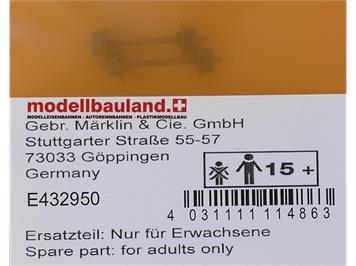 modellbauland.
MODELLEISENBAHNEN - AUTORENNBAHNEN - PLASTIKMODELLBAU
Gebr. Märklin & Cie. GmbH
Stuttgarter Straße 55-57
73033 Göppingen
Germany
15 +
E432950
4 031111 114863
Ersatzteil: Nur für Erwachsene
Spare part: for adults only